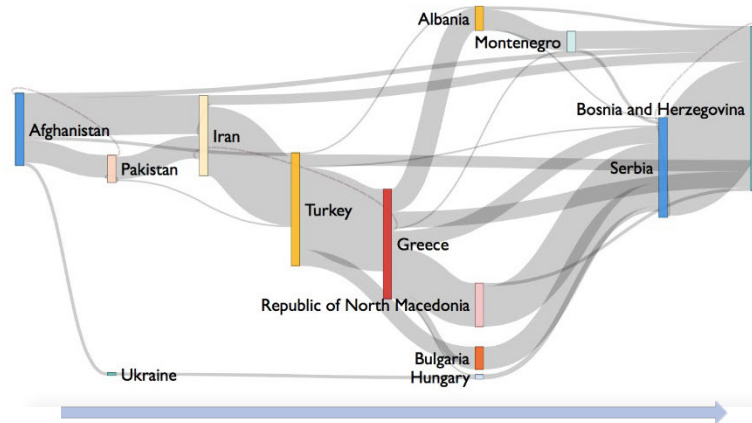 Albania
Montenegro
Afghanistan
Iran
Bosnia and Herzegovina
Pakistan
Serbia
Turkey
Greece
Republic of North Macedonia
Bulgaria
Ukraine
Hungary